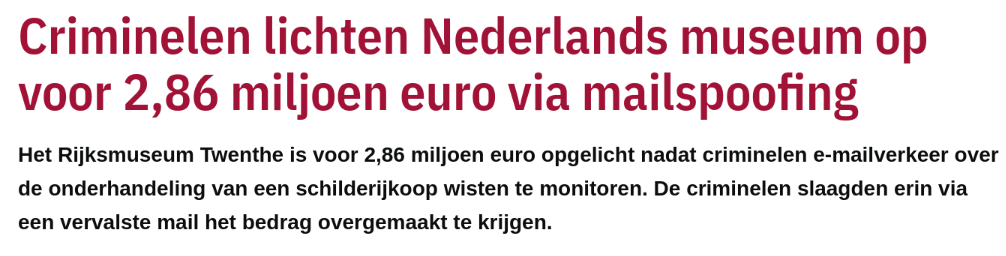 Criminelen lichten Nederlands museum op
voor 2,86 miljoen euro via mailspoofing
Het Rijksmuseum Twenthe is voor 2,86 miljoen euro opgelicht nadat criminelen e-mailverkeer over
de onderhandeling van een schilderijkoop wisten te monitoren. De criminelen slaagden erin via
een vervalste mail het bedrag overgemaakt te krijgen.